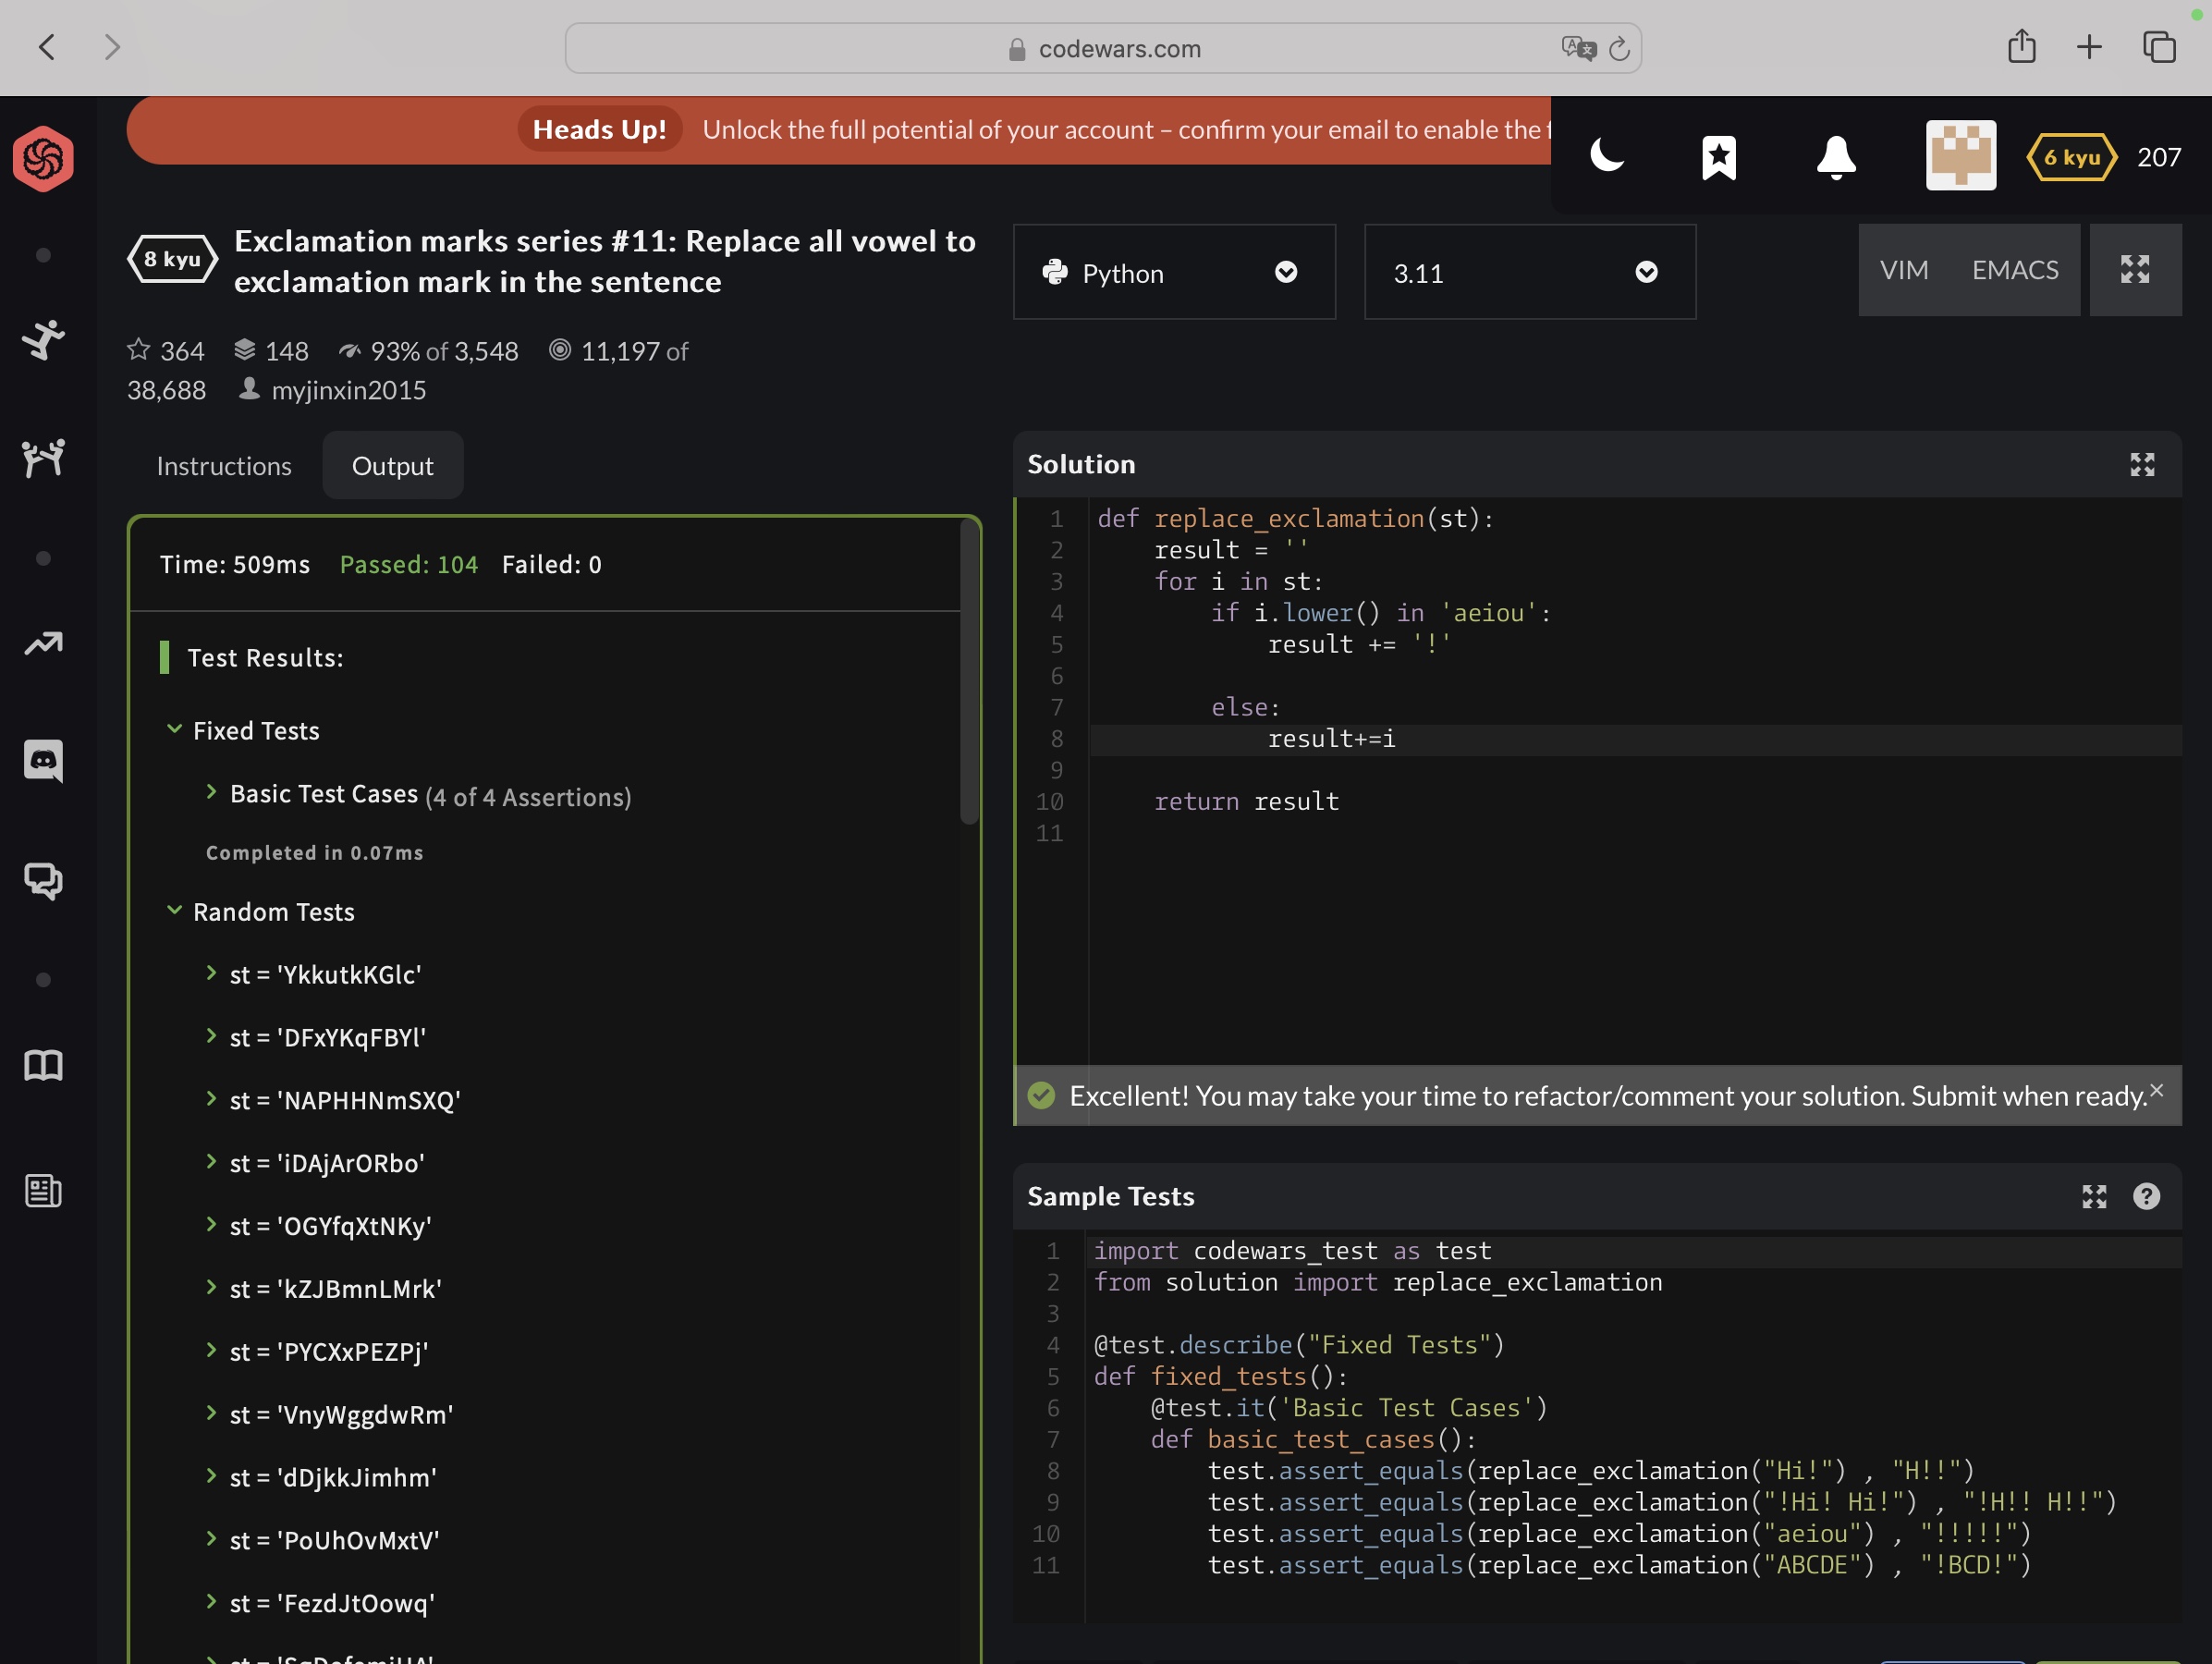 codewars.com
Heads Up! Unlock the full potential of your account – confirm your email to enable the
6 kyu 207
8 kyu
Exclamation marks series #11: Replace all vowel to
exclamation mark in the sentence
364 148 93% of 3,548 11,197 of
38,688 myjinxin2015
Python
3.11
VIM EMACS
Instructions Output
Time: 509ms Passed: 104 Failed: 0
Test Results:
Fixed Tests
Basic Test Cases (4 of 4 Assertions)
Completed in 0.07ms
Random Tests
st = 'YkkutkKGlc'
st = 'DFxYKqFBYl'
st = 'NAPHHNmSXQ'
st = 'iDAjArORbo'
st = 'OGYfqXtNKy'
st = 'kZJBmnLMrk'
st = 'PYCXxPEZPj'
st = 'VnyWggdwRm'
st = 'dDjkkJimhm'
st = 'PoUhOvMxtV'
st = 'FezdJtOowq'
Solution
1 def replace_exclamation(st):
2 result = ''
3 for i in st:
4 if i.lower() in 'aeiou':
5 result += '!'
6
7 else:
8 result+=i
9
10 return result
11
Excellent! You may take your time to refactor/comment your solution. Submit when ready.
Sample Tests
1 import codewars_test as test
2 from solution import replace_exclamation
3
4 @test.describe("Fixed Tests")
5 def fixed_tests():
6 @test.it('Basic Test Cases')
7 def basic_test_cases():
8 test.assert_equals(replace_exclamation("Hi!") , "H!!")
9 test.assert_equals(replace_exclamation("!Hi! Hi!") , "!H!! H!!")
10 test.assert_equals(replace_exclamation("aeiou") , "!!!!!")
11 test.assert_equals(replace_exclamation("ABCDE") , "!BCD!")